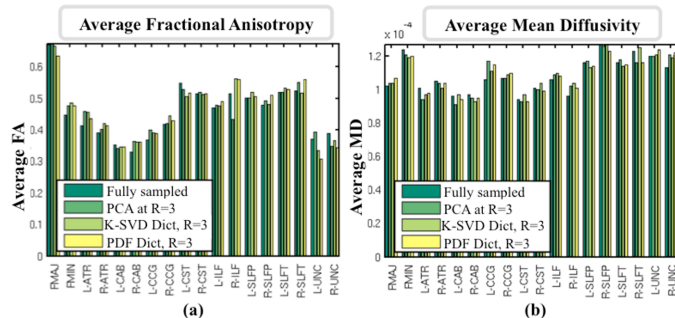 Average Fractional Anisotropy
Average Mean Diffusivity
×10⁻⁴
0.6
0.5
0.4
0.3
0.2
0.1
0
Average FA
Fully sampled
PCA at R=3
K-SVD Dict, R=3
PDF Dict, R=3
FMAJ
FMIN
L-ATR
R-ATR
L-CAB
R-CAB
L-CCG
R-CCG
L-CST
R-CST
L-ILF
R-ILF
L-SLFP
R-SLFP
L-SLFT
R-SLFT
L-UNC
R-UNC
(a)
1.2
1
0.8
0.6
0.4
0.2
0
Average MD
Fully sampled
PCA at R=3
K-SVD Dict, R=3
PDF Dict, R=3
FMAJ
FMIN
L-ATR
R-ATR
L-CAB
R-CAB
L-CCG
R-CCG
L-CST
R-CST
L-ILF
R-ILF
L-SLFP
R-SLFP
L-SLFT
R-SLFT
L-UNC
R-UNC
(b)